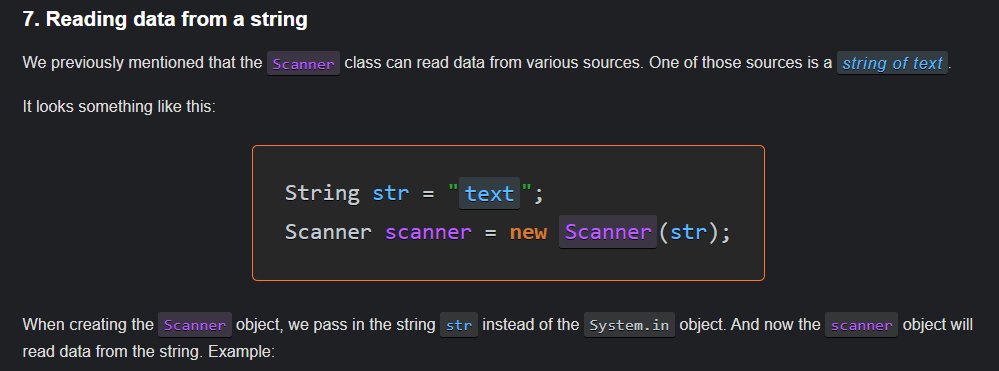 7. Reading data from a string
We previously mentioned that the Scanner class can read data from various sources. One of those sources is a string of text.
It looks something like this:
String str = "text";
Scanner scanner = new Scanner(str);
When creating the Scanner object, we pass in the string str instead of the System.in object. And now the scanner object will
read data from the string. Example: